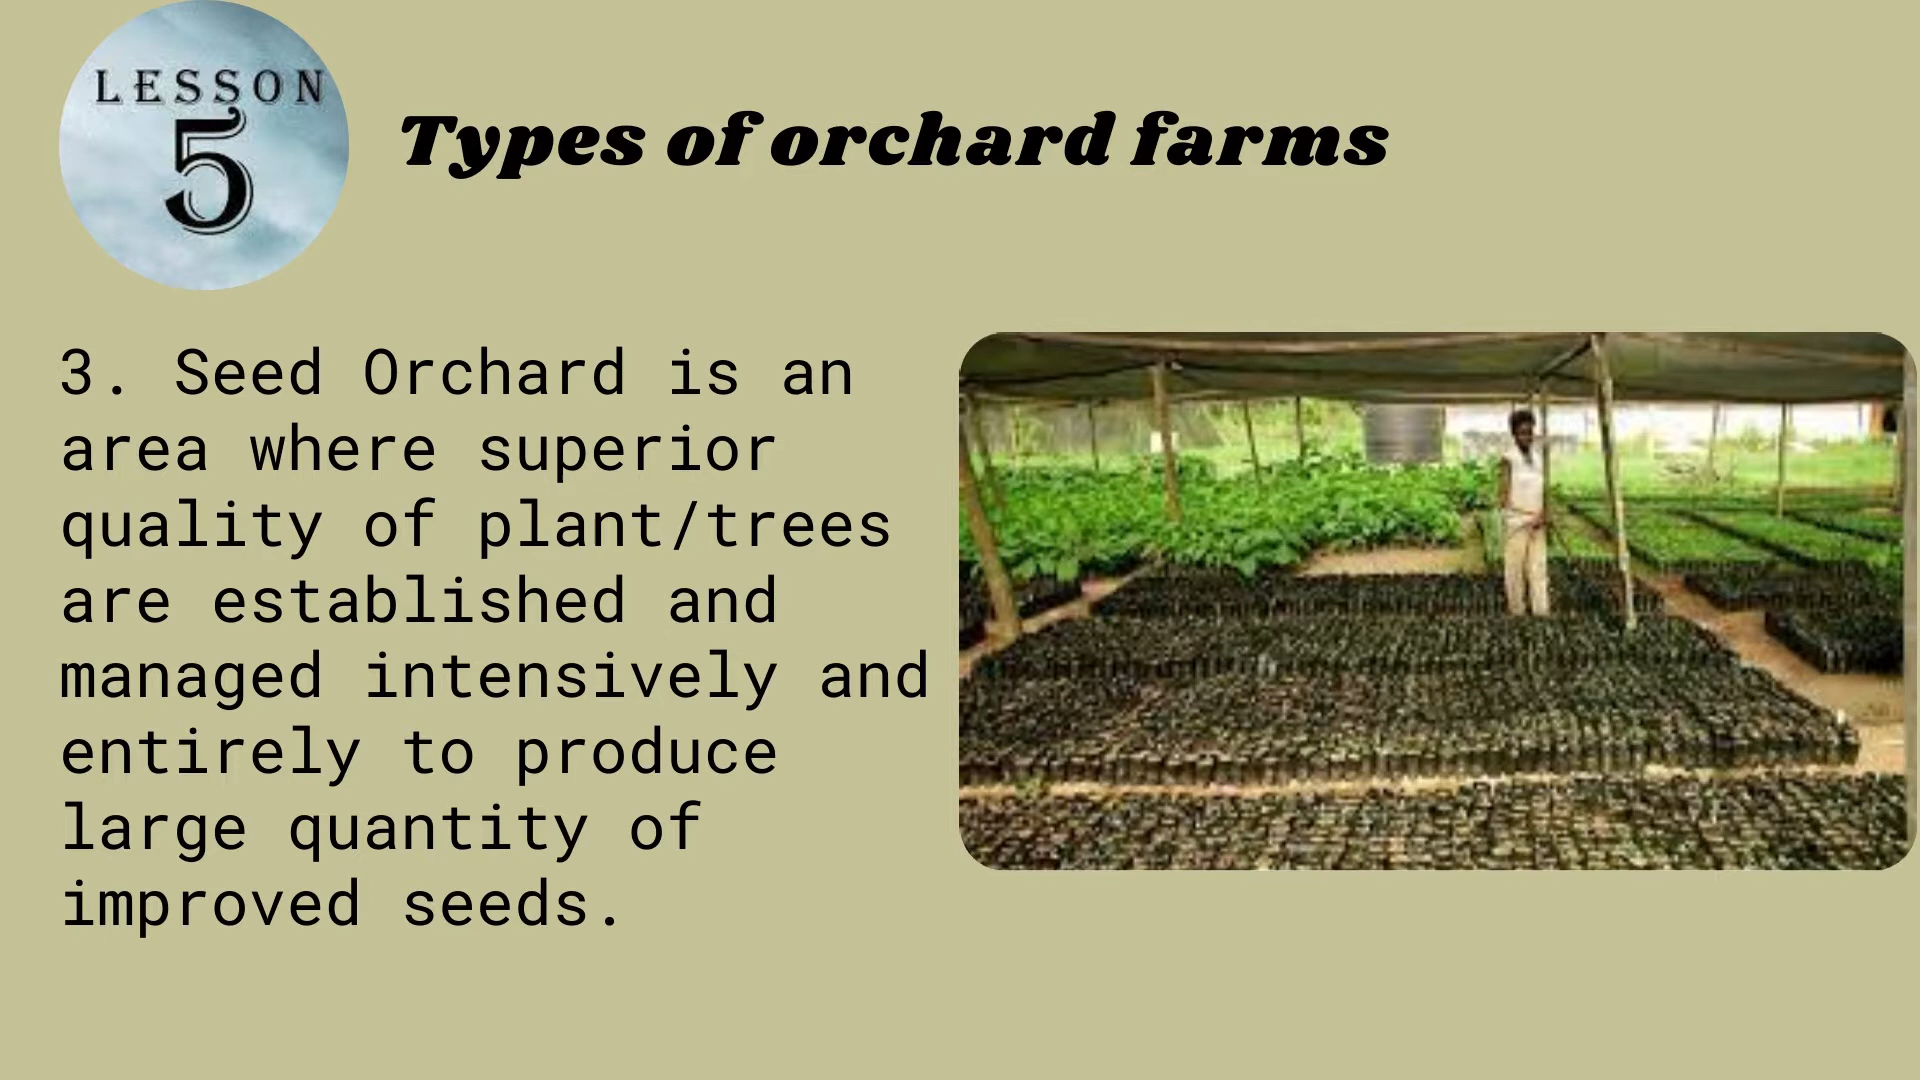 LESSON
5
Types of orchard farms
3. Seed Orchard is an
area where superior
quality of plant/trees
are established and
managed intensively and
entirely to produce
large quantity of
improved seeds.